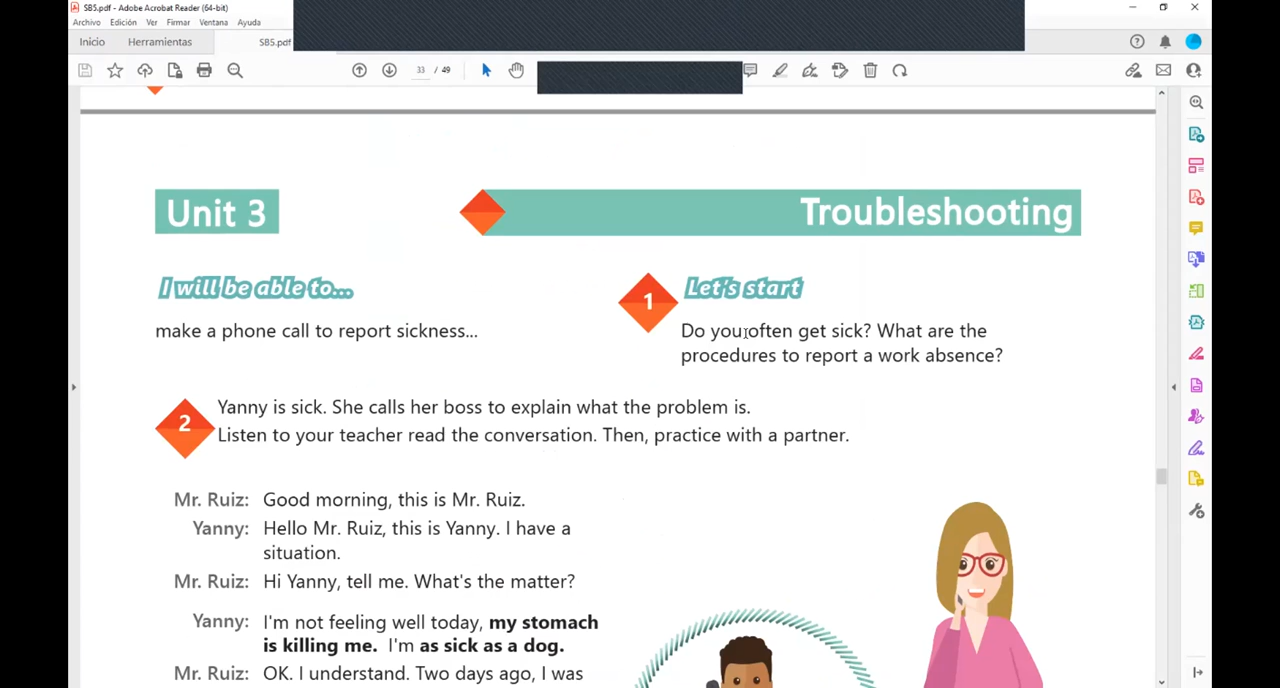 SB5.pdf - Adobe Acrobat Reader (64-bit)
Archivo Edición Ver Firmar Ventana Ayuda
Inicio Herramientas SB5.pdf
33 / 49
Unit 3
Troubleshooting
I will be able to...
make a phone call to report sickness...
1
Let's start
Do you often get sick? What are the
procedures to report a work absence?
2
Yanny is sick. She calls her boss to explain what the problem is.
Listen to your teacher read the conversation. Then, practice with a partner.
Mr. Ruiz: Good morning, this is Mr. Ruiz.
Yanny: Hello Mr. Ruiz, this is Yanny. I have a
situation.
Mr. Ruiz: Hi Yanny, tell me. What's the matter?
Yanny: I'm not feeling well today, my stomach
is killing me. I'm as sick as a dog.
Mr. Ruiz: OK. I understand. Two days ago, I was